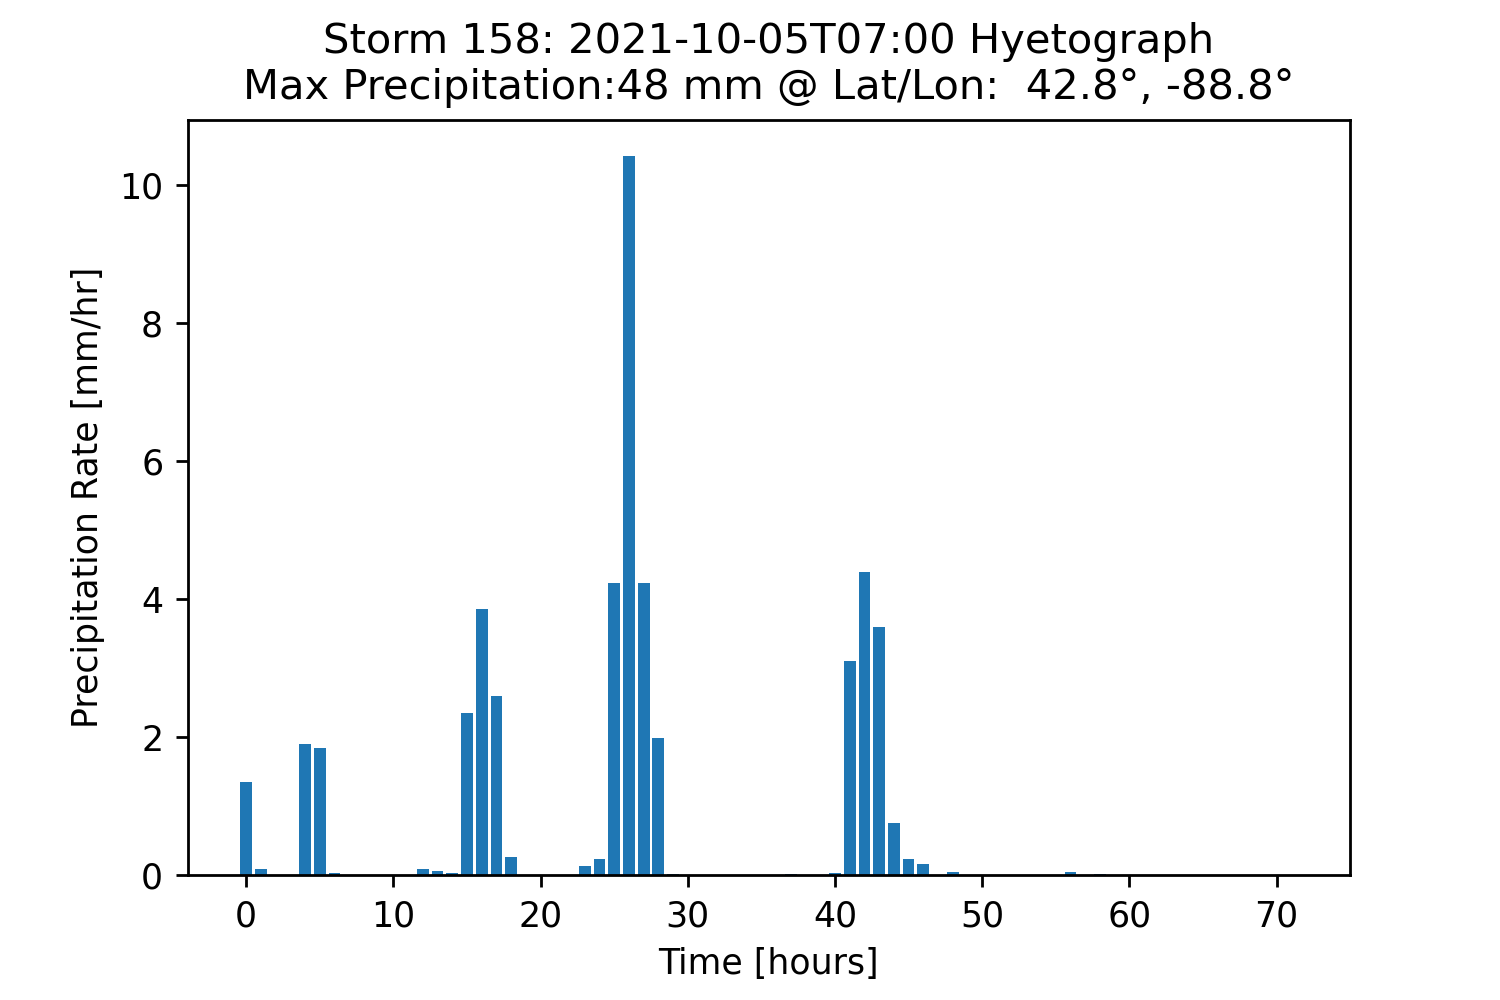 Storm 158: 2021-10-05T07:00 Hyetograph
Max Precipitation:48 mm @ Lat/Lon:  42.8°, -88.8°
Precipitation Rate [mm/hr]
10
8
6
4
2
0
0 10 20 30 40 50 60 70
Time [hours]